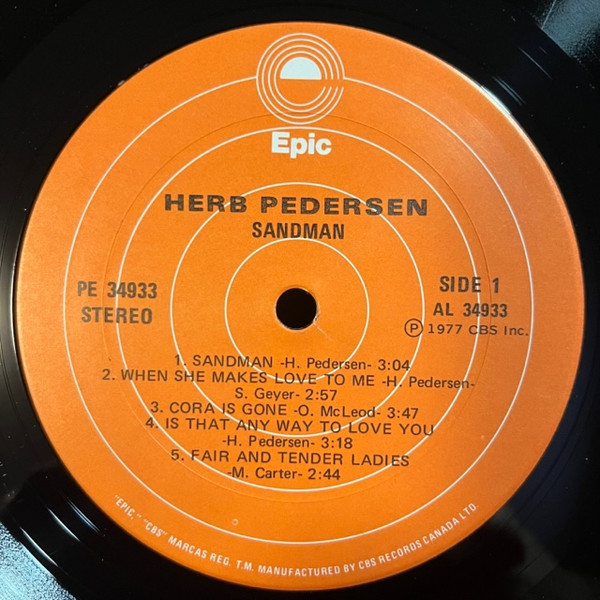 Epic
HERB PEDERSEN
SANDMAN
PE 34933
STEREO
SIDE 1
AL 34933
Ⓟ 1977 CBS Inc.
1. SANDMAN -H. Pedersen- 3:04
2. WHEN SHE MAKES LOVE TO ME -H. Pedersen-
S. Geyer- 2:57
3. CORA IS GONE -O. McLeod- 3:47
4. IS THAT ANY WAY TO LOVE YOU
-H. Pedersen- 3:18
5. FAIR AND TENDER LADIES
-M. Carter- 2:44
"EPIC," "CBS" MARCAS REG. T.M. MANUFACTURED BY CBS RECORDS CANADA LTD.